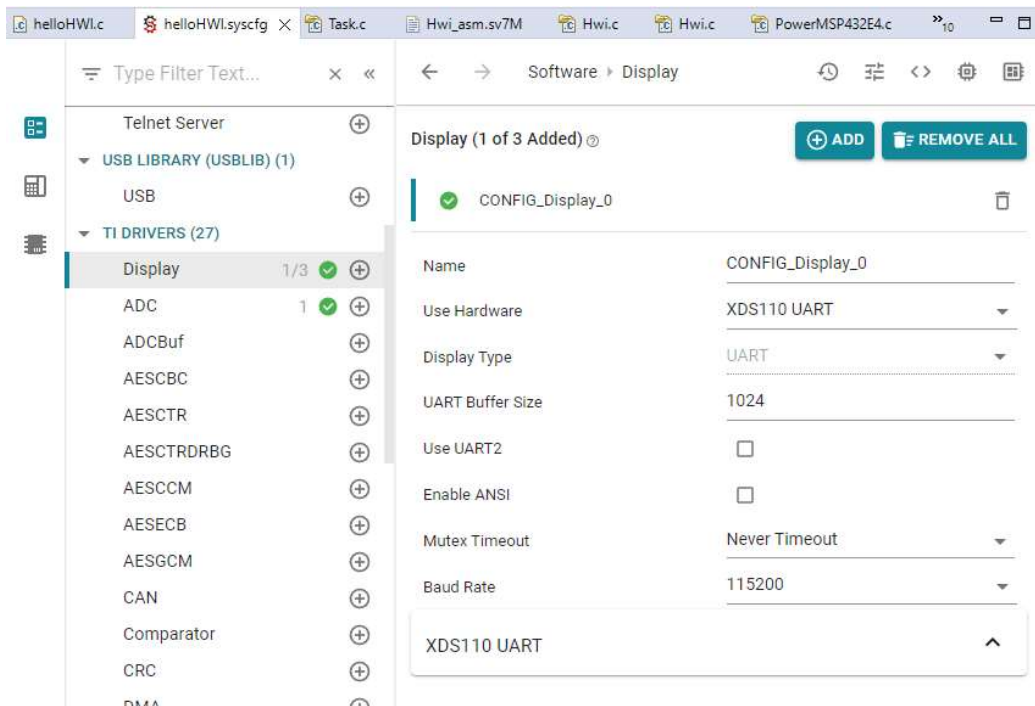 helloHWI.c
helloHWI.syscfg
Task.c
Hwi_asm.sv7M
Hwi.c
Hwi.c
PowerMSP432E4.c
»10
Type Filter Text...
Software
Display
Telnet Server
USB LIBRARY (USBLIB) (1)
USB
TI DRIVERS (27)
Display 1/3
ADC 1
ADCBuf
AESCBC
AESCTR
AESCTRDRBG
AESCCM
AESECB
AESGCM
CAN
Comparator
CRC
DMA
Display (1 of 3 Added)
ADD
REMOVE ALL
CONFIG_Display_0
Name CONFIG_Display_0
Use Hardware XDS110 UART
Display Type UART
UART Buffer Size 1024
Use UART2
Enable ANSI
Mutex Timeout Never Timeout
Baud Rate 115200
XDS110 UART